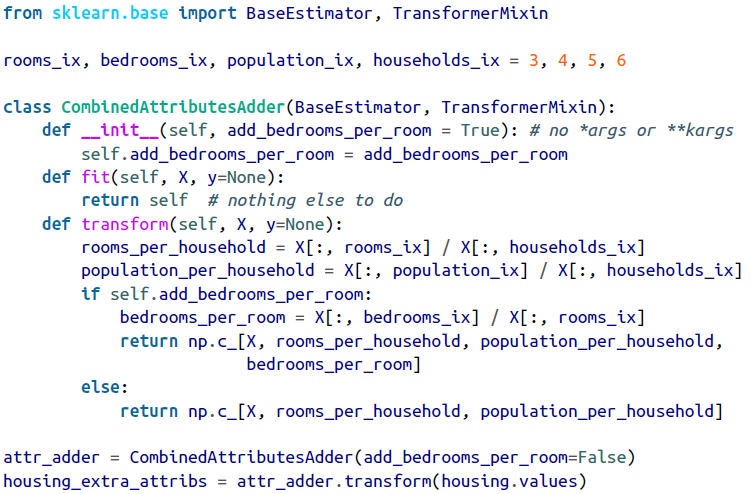 from sklearn.base import BaseEstimator, TransformerMixin

rooms_ix, bedrooms_ix, population_ix, households_ix = 3, 4, 5, 6

class CombinedAttributesAdder(BaseEstimator, TransformerMixin):
    def __init__(self, add_bedrooms_per_room = True): # no *args or **kargs
        self.add_bedrooms_per_room = add_bedrooms_per_room
    def fit(self, X, y=None):
        return self  # nothing else to do
    def transform(self, X, y=None):
        rooms_per_household = X[:, rooms_ix] / X[:, households_ix]
        population_per_household = X[:, population_ix] / X[:, households_ix]
        if self.add_bedrooms_per_room:
            bedrooms_per_room = X[:, bedrooms_ix] / X[:, rooms_ix]
            return np.c_[X, rooms_per_household, population_per_household,
                         bedrooms_per_room]
        else:
            return np.c_[X, rooms_per_household, population_per_household]

attr_adder = CombinedAttributesAdder(add_bedrooms_per_room=False)
housing_extra_attribs = attr_adder.transform(housing.values)